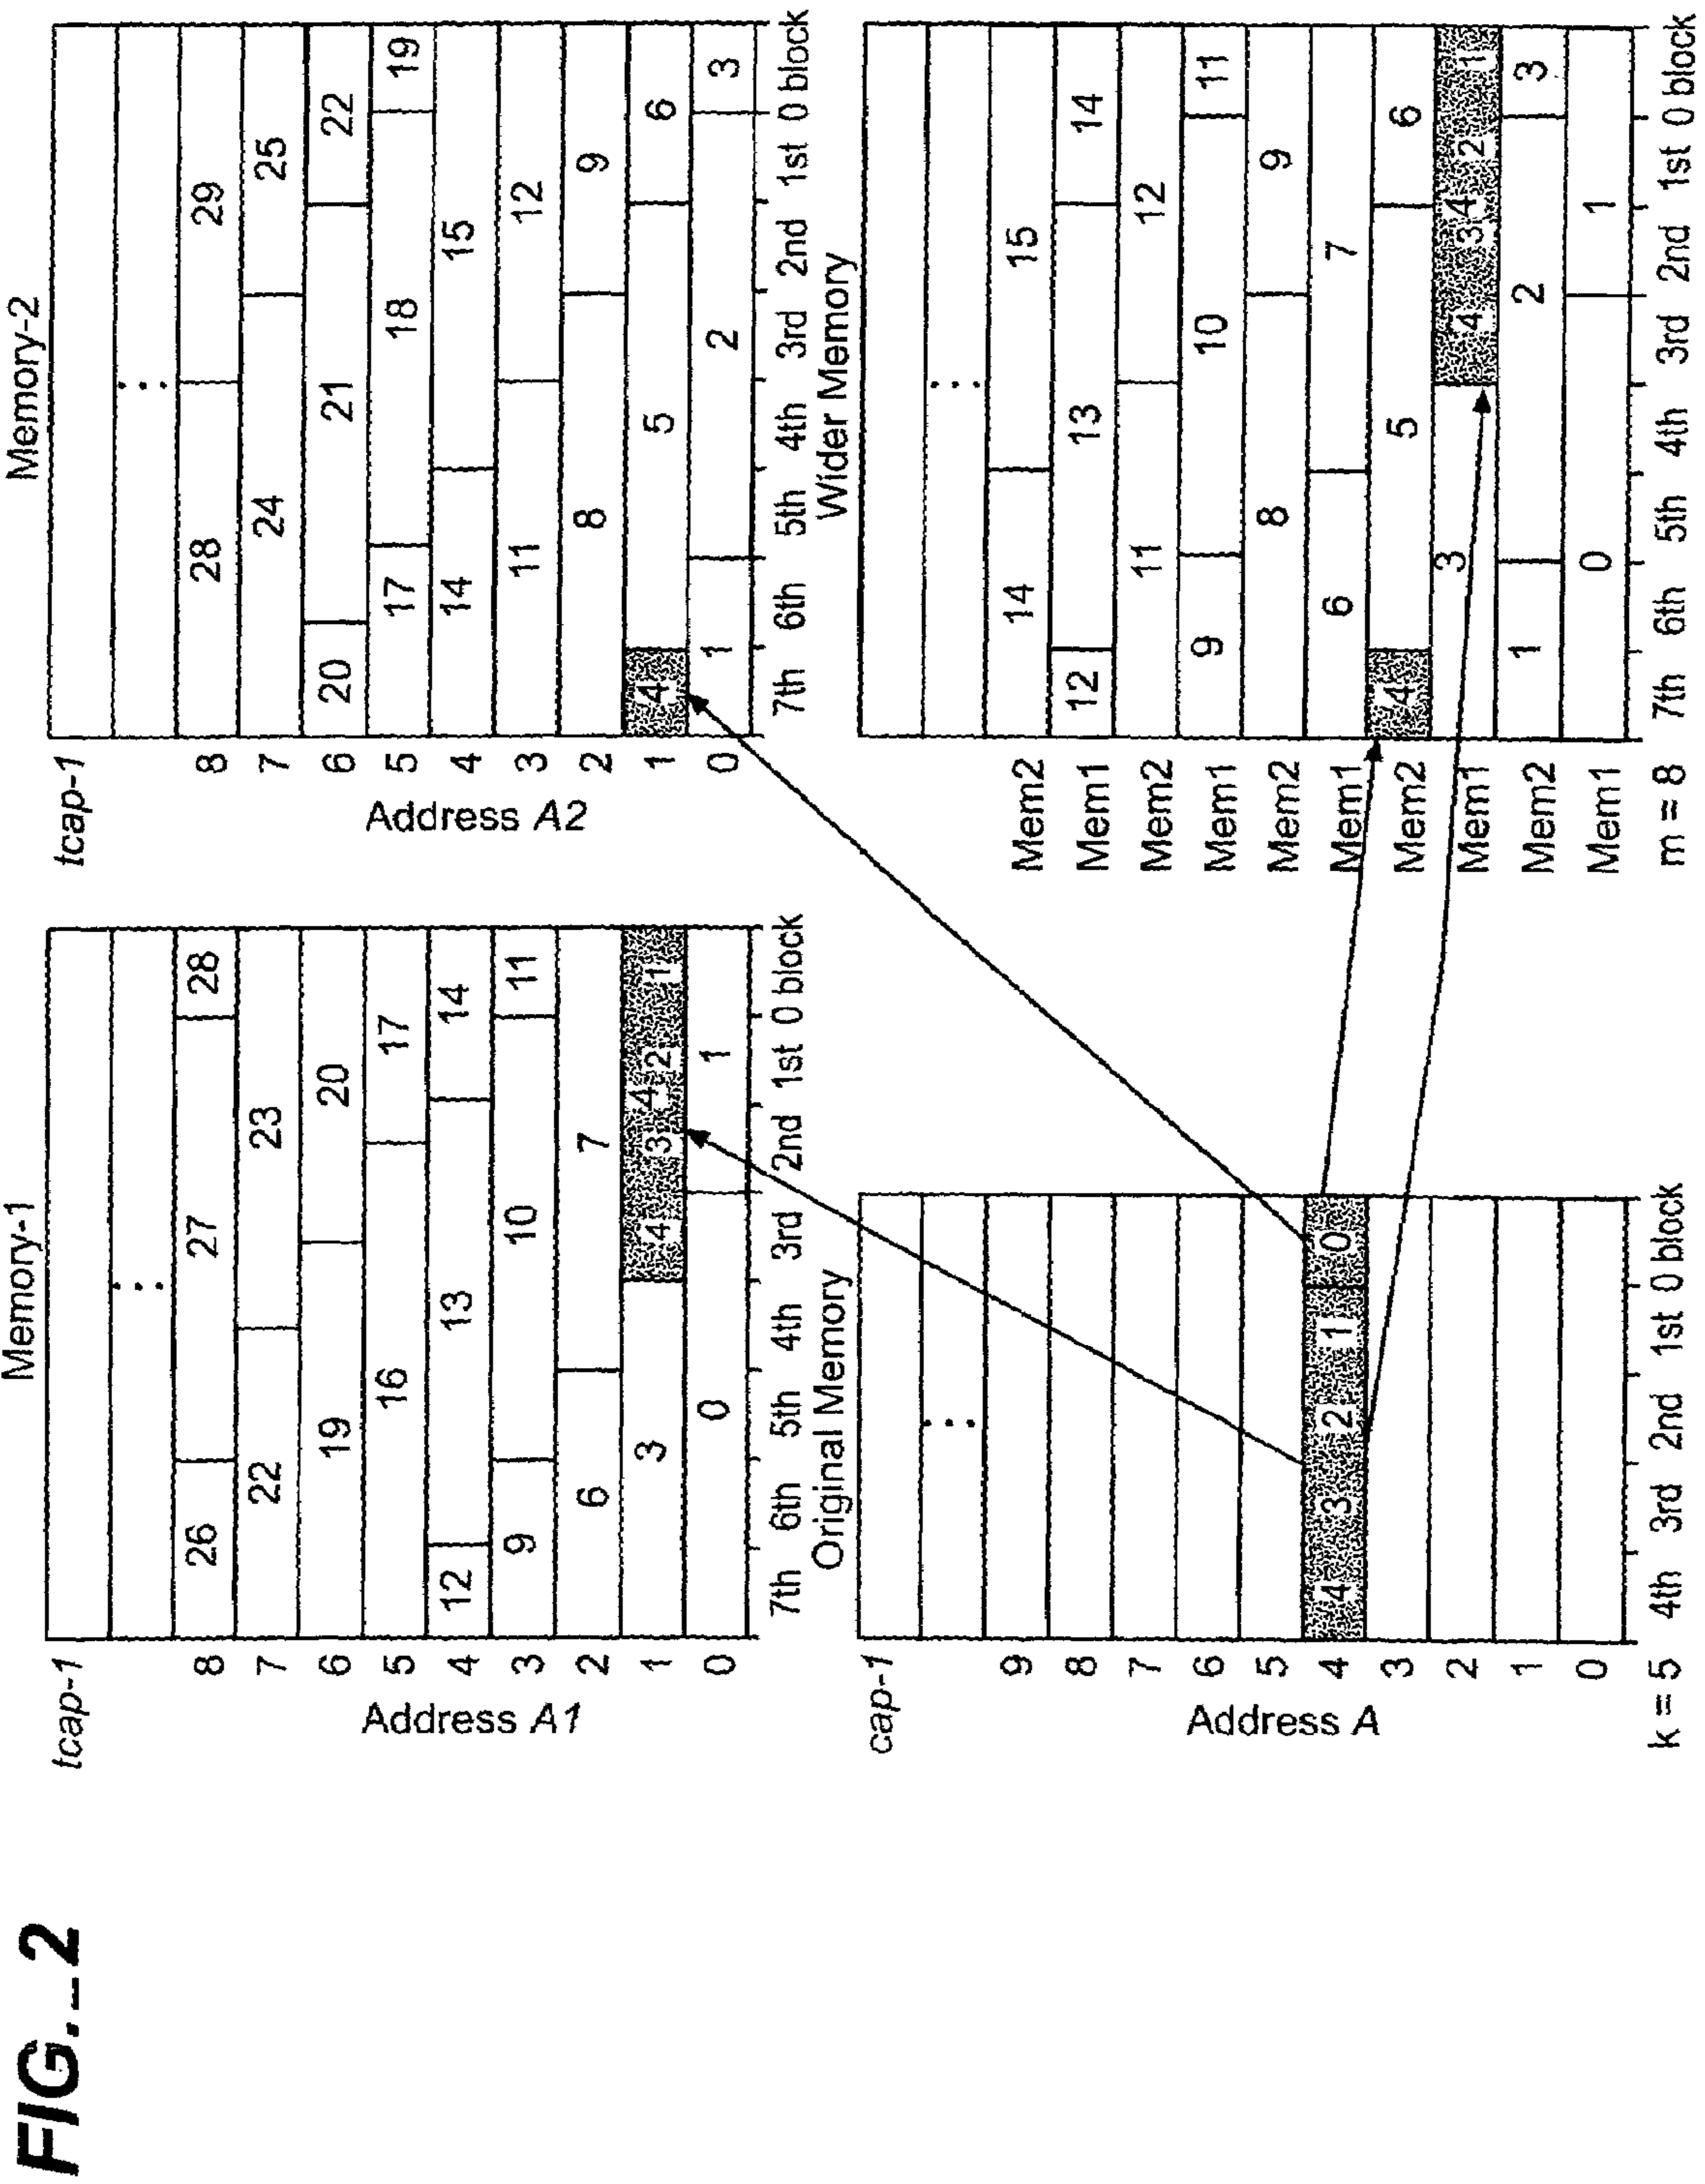 FIG._2
Memory-1
tcap-1
⋮
8 26 27 28
7 22 23
6 19 20
5 16 17
4 12 13 14
3 9 10 11
2 6 7
1 3 4 3 4 2 1
0 0 1
Address A1
7th 6th 5th 4th 3rd 2nd 1st 0 block
Memory-2
tcap-1
⋮
8 28 29
7 24 25
6 20 21 22
5 17 18 19
4 14 15
3 11 12
2 8 9
1 4 5 6
0 1 2 3
Address A2
7th 6th 5th 4th 3rd 2nd 1st 0 block
Original Memory
cap-1
⋮
9
8
7
6
5
4 4 3 2 1 0
3
2
1
0
Address A
k = 5 4th 3rd 2nd 1st 0 block
Wider Memory
⋮
Mem2 14 15
Mem1 12 13 14
Mem2 11 12
Mem1 9 10 11
Mem2 8 9
Mem1 6 7
Mem2 4 5 6
Mem1 3 4 3 4 2 1
Mem2 1 2 3
Mem1 0 1
m = 8 7th 6th 5th 4th 3rd 2nd 1st 0 block